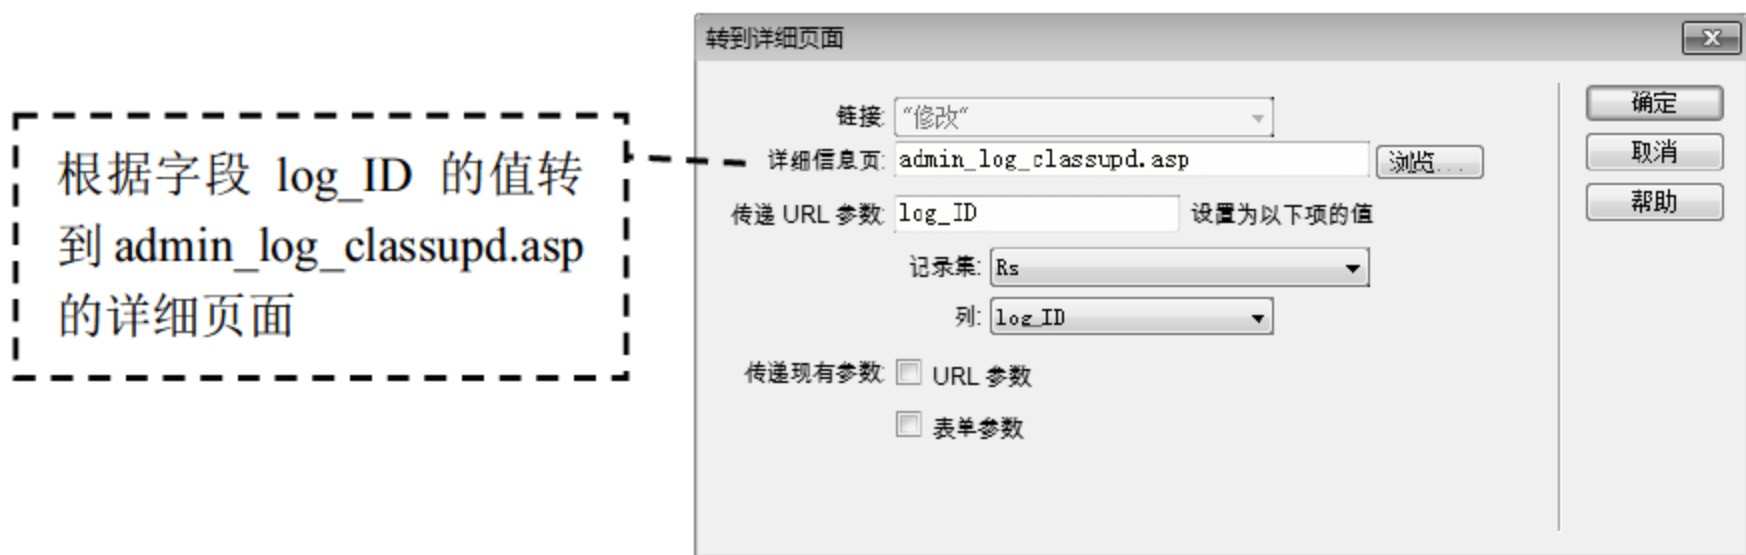 根据字段 log_ID 的值转
到 admin_log_classupd.asp
的详细页面
转到详细页面
链接: "修改"
详细信息页: admin_log_classupd.asp 浏览...
传递 URL 参数: log_ID 设置为以下项的值
记录集: Rs
列: log_ID
传递现有参数: URL 参数
表单参数
确定
取消
帮助